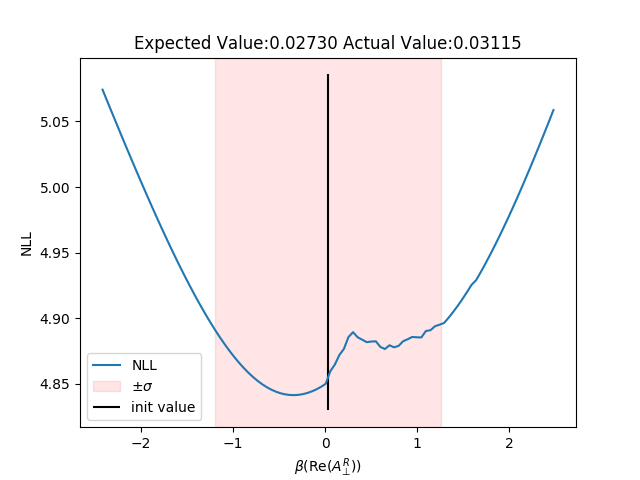 Expected Value:0.02730 Actual Value:0.03115
5.05
5.00
4.95
4.90
4.85
NLL
NLL
±σ
init value
−2
−1
0
1
2
β(Re(A⊥ᴿ))